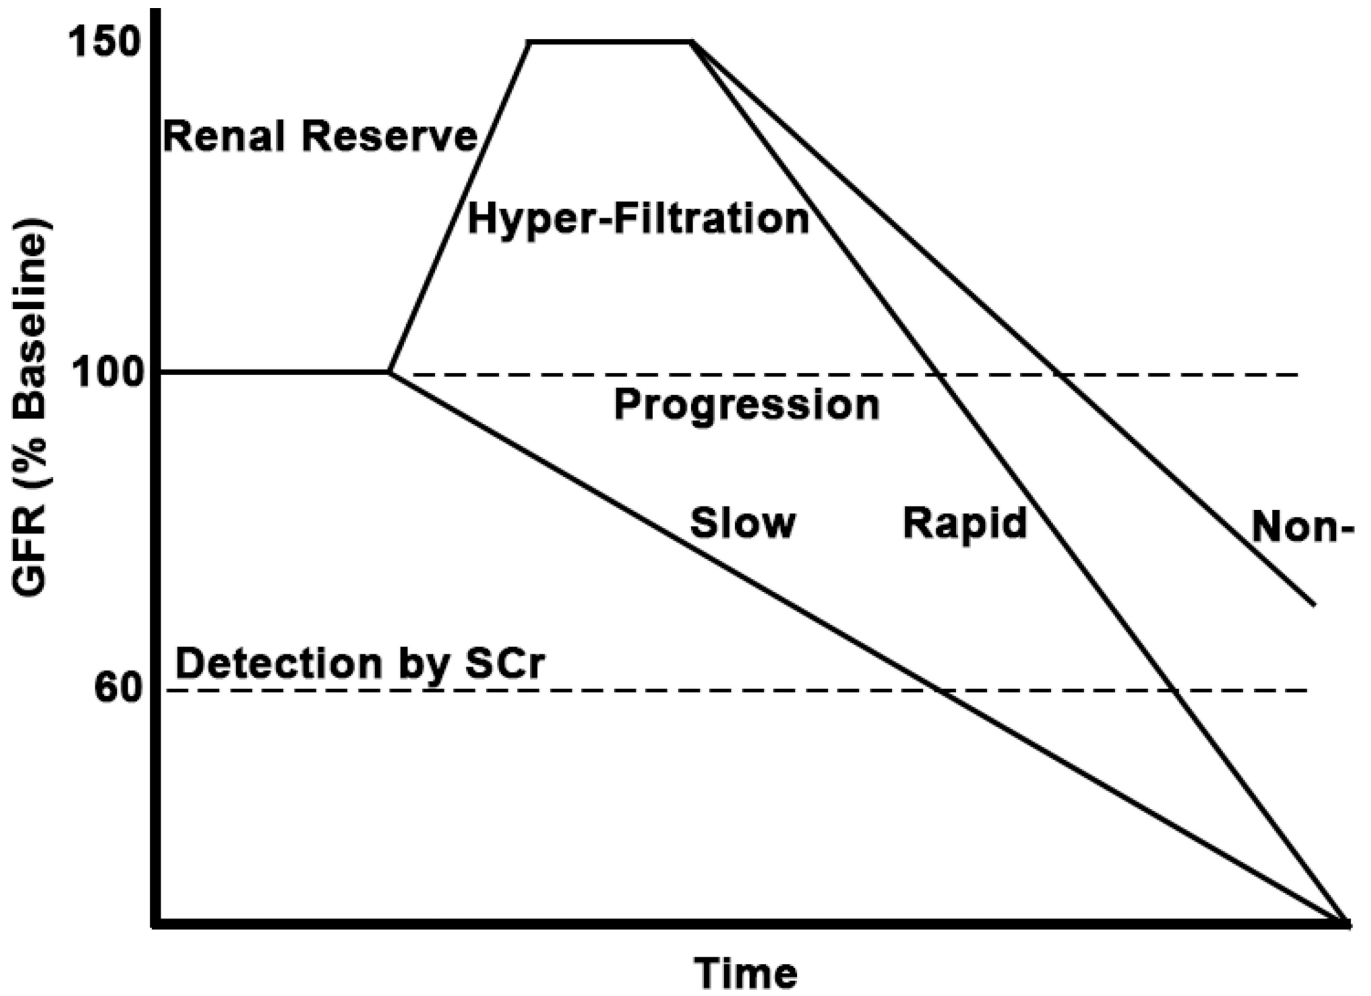 150
Renal Reserve
Hyper-Filtration
GFR (% Baseline)
100
Progression
Slow
Rapid
Non-
Detection by SCr
60
Time